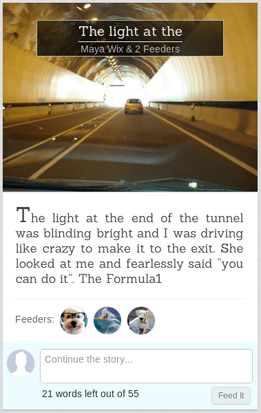 The light at the
Maya Wix & 2 Feeders
The light at the end of the tunnel
was blinding bright and I was driving
like crazy to make it to the exit. She
looked at me and fearlessly said "you
can do it". The Formula1
Feeders:
Continue the story...
21 words left out of 55
Feed It